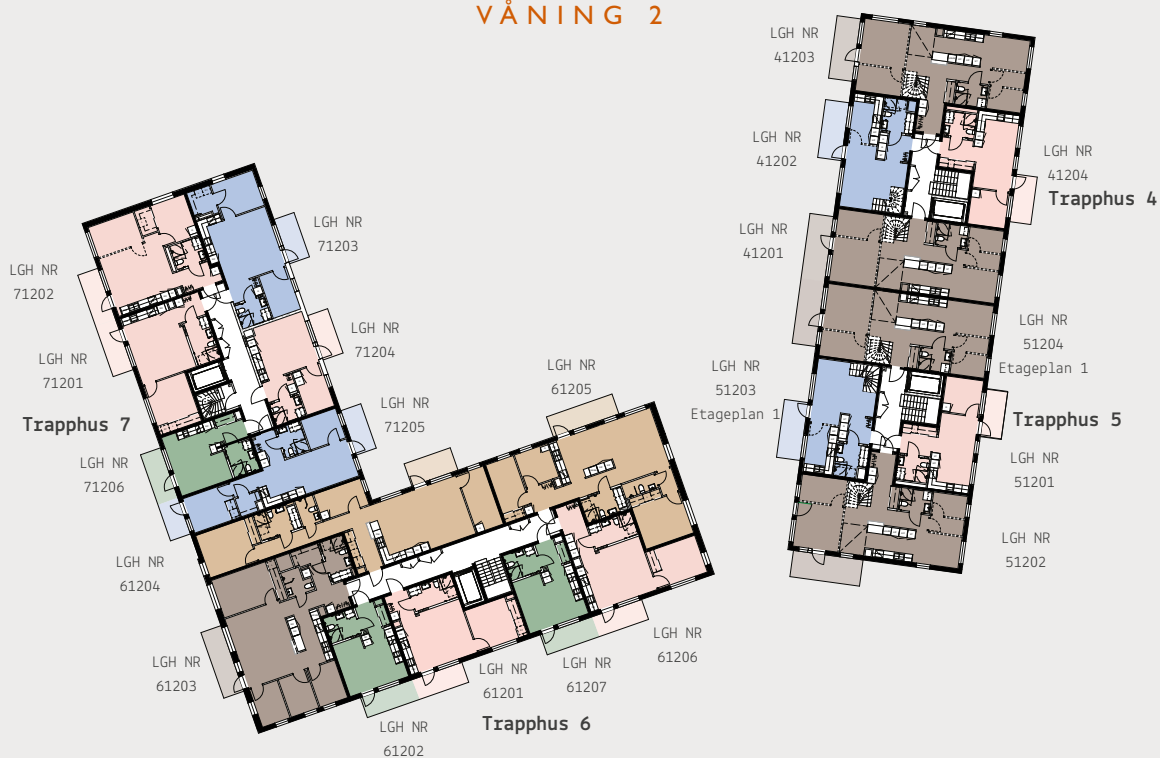 VÅNING 2
LGH NR
41203
LGH NR
41202
LGH NR
41204
Trapphus 4
LGH NR
41201
LGH NR
51204
Etageplan 1
LGH NR
51203
Etageplan 1
Trapphus 5
LGH NR
51201
LGH NR
51202
LGH NR
71203
LGH NR
71202
LGH NR
71204
LGH NR
71201
Trapphus 7
LGH NR
71205
LGH NR
71206
LGH NR
61205
LGH NR
61204
LGH NR
61203
LGH NR
61202
LGH NR
61201
LGH NR
61207
LGH NR
61206
Trapphus 6